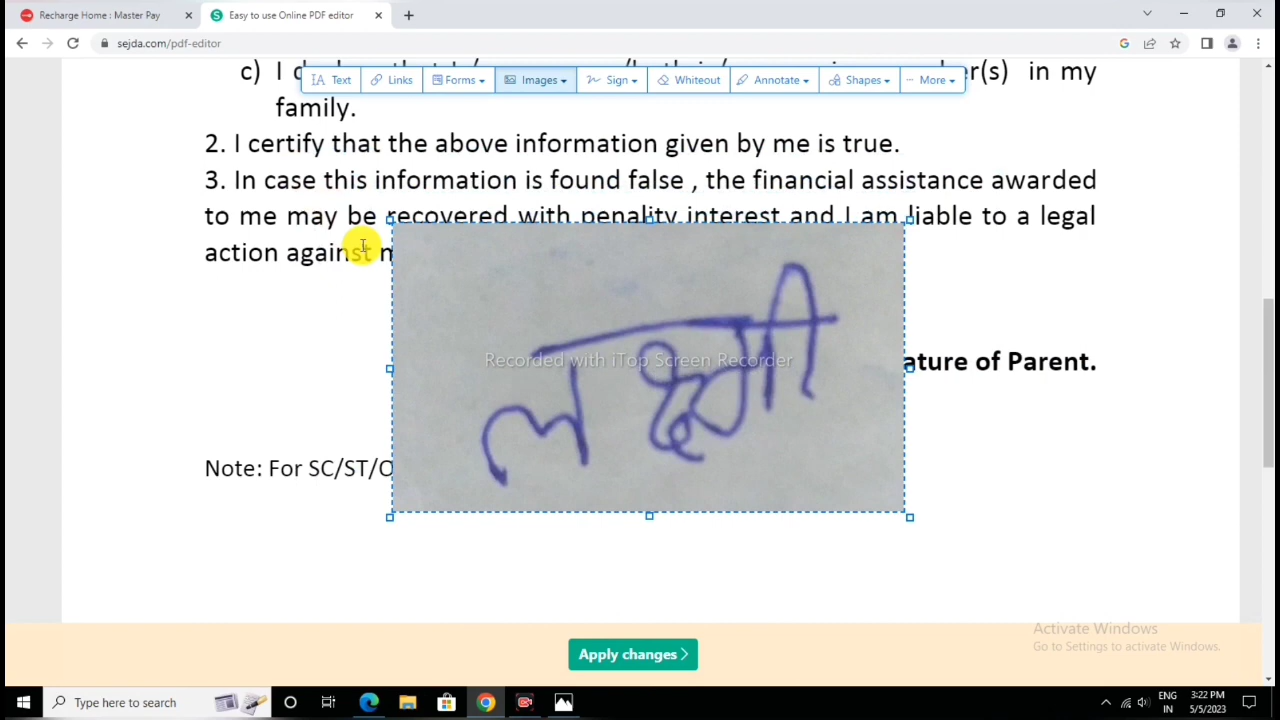 Recharge Home : Master Pay
Easy to use Online PDF editor
sejda.com/pdf-editor
Text Links Forms Images Sign Whiteout Annotate Shapes More
c) I in my
family.
2. I certify that the above information given by me is true.
3. In case this information is found false , the financial assistance awarded
to me may be recovered with penality interest and I am liable to a legal
action against
लक्ष्मी
Recorded with iTop Screen Recorder
ature of Parent.
Note: For SC/ST/O
Apply changes
Activate Windows
Go to Settings to activate Windows.
Type here to search
ENG
IN
3:22 PM
5/5/2023